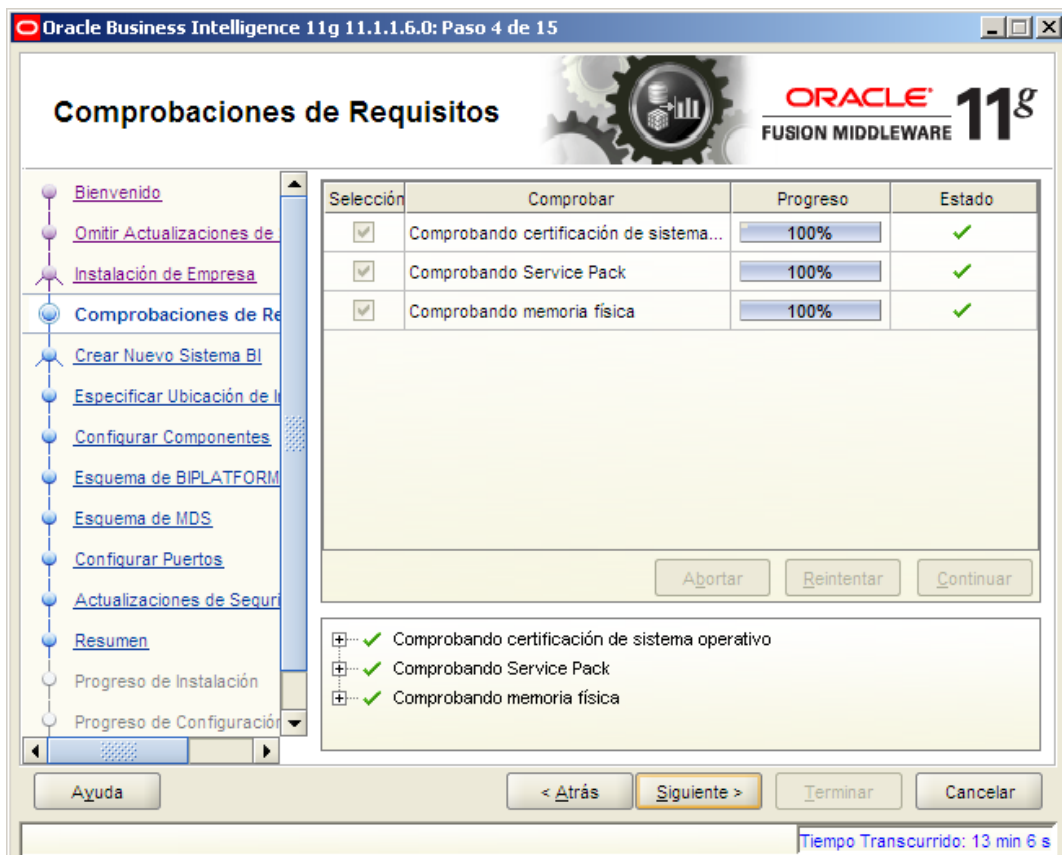 Oracle Business Intelligence 11g 11.1.1.6.0: Paso 4 de 15
Comprobaciones de Requisitos
ORACLE
FUSION MIDDLEWARE 11g
Bienvenido
Omitir Actualizaciones de
Instalación de Empresa
Comprobaciones de Re
Crear Nuevo Sistema BI
Especificar Ubicación de I
Configurar Componentes
Esquema de BIPLATFORM
Esquema de MDS
Configurar Puertos
Actualizaciones de Seguri
Resumen
Progreso de Instalación
Progreso de Configuración
Selección Comprobar Progreso Estado
Comprobando certificación de sistema... 100%
Comprobando Service Pack 100%
Comprobando memoria física 100%
Abortar Reintentar Continuar
Comprobando certificación de sistema operativo
Comprobando Service Pack
Comprobando memoria física
Ayuda < Atrás Siguiente > Terminar Cancelar
Tiempo Transcurrido: 13 min 6 s